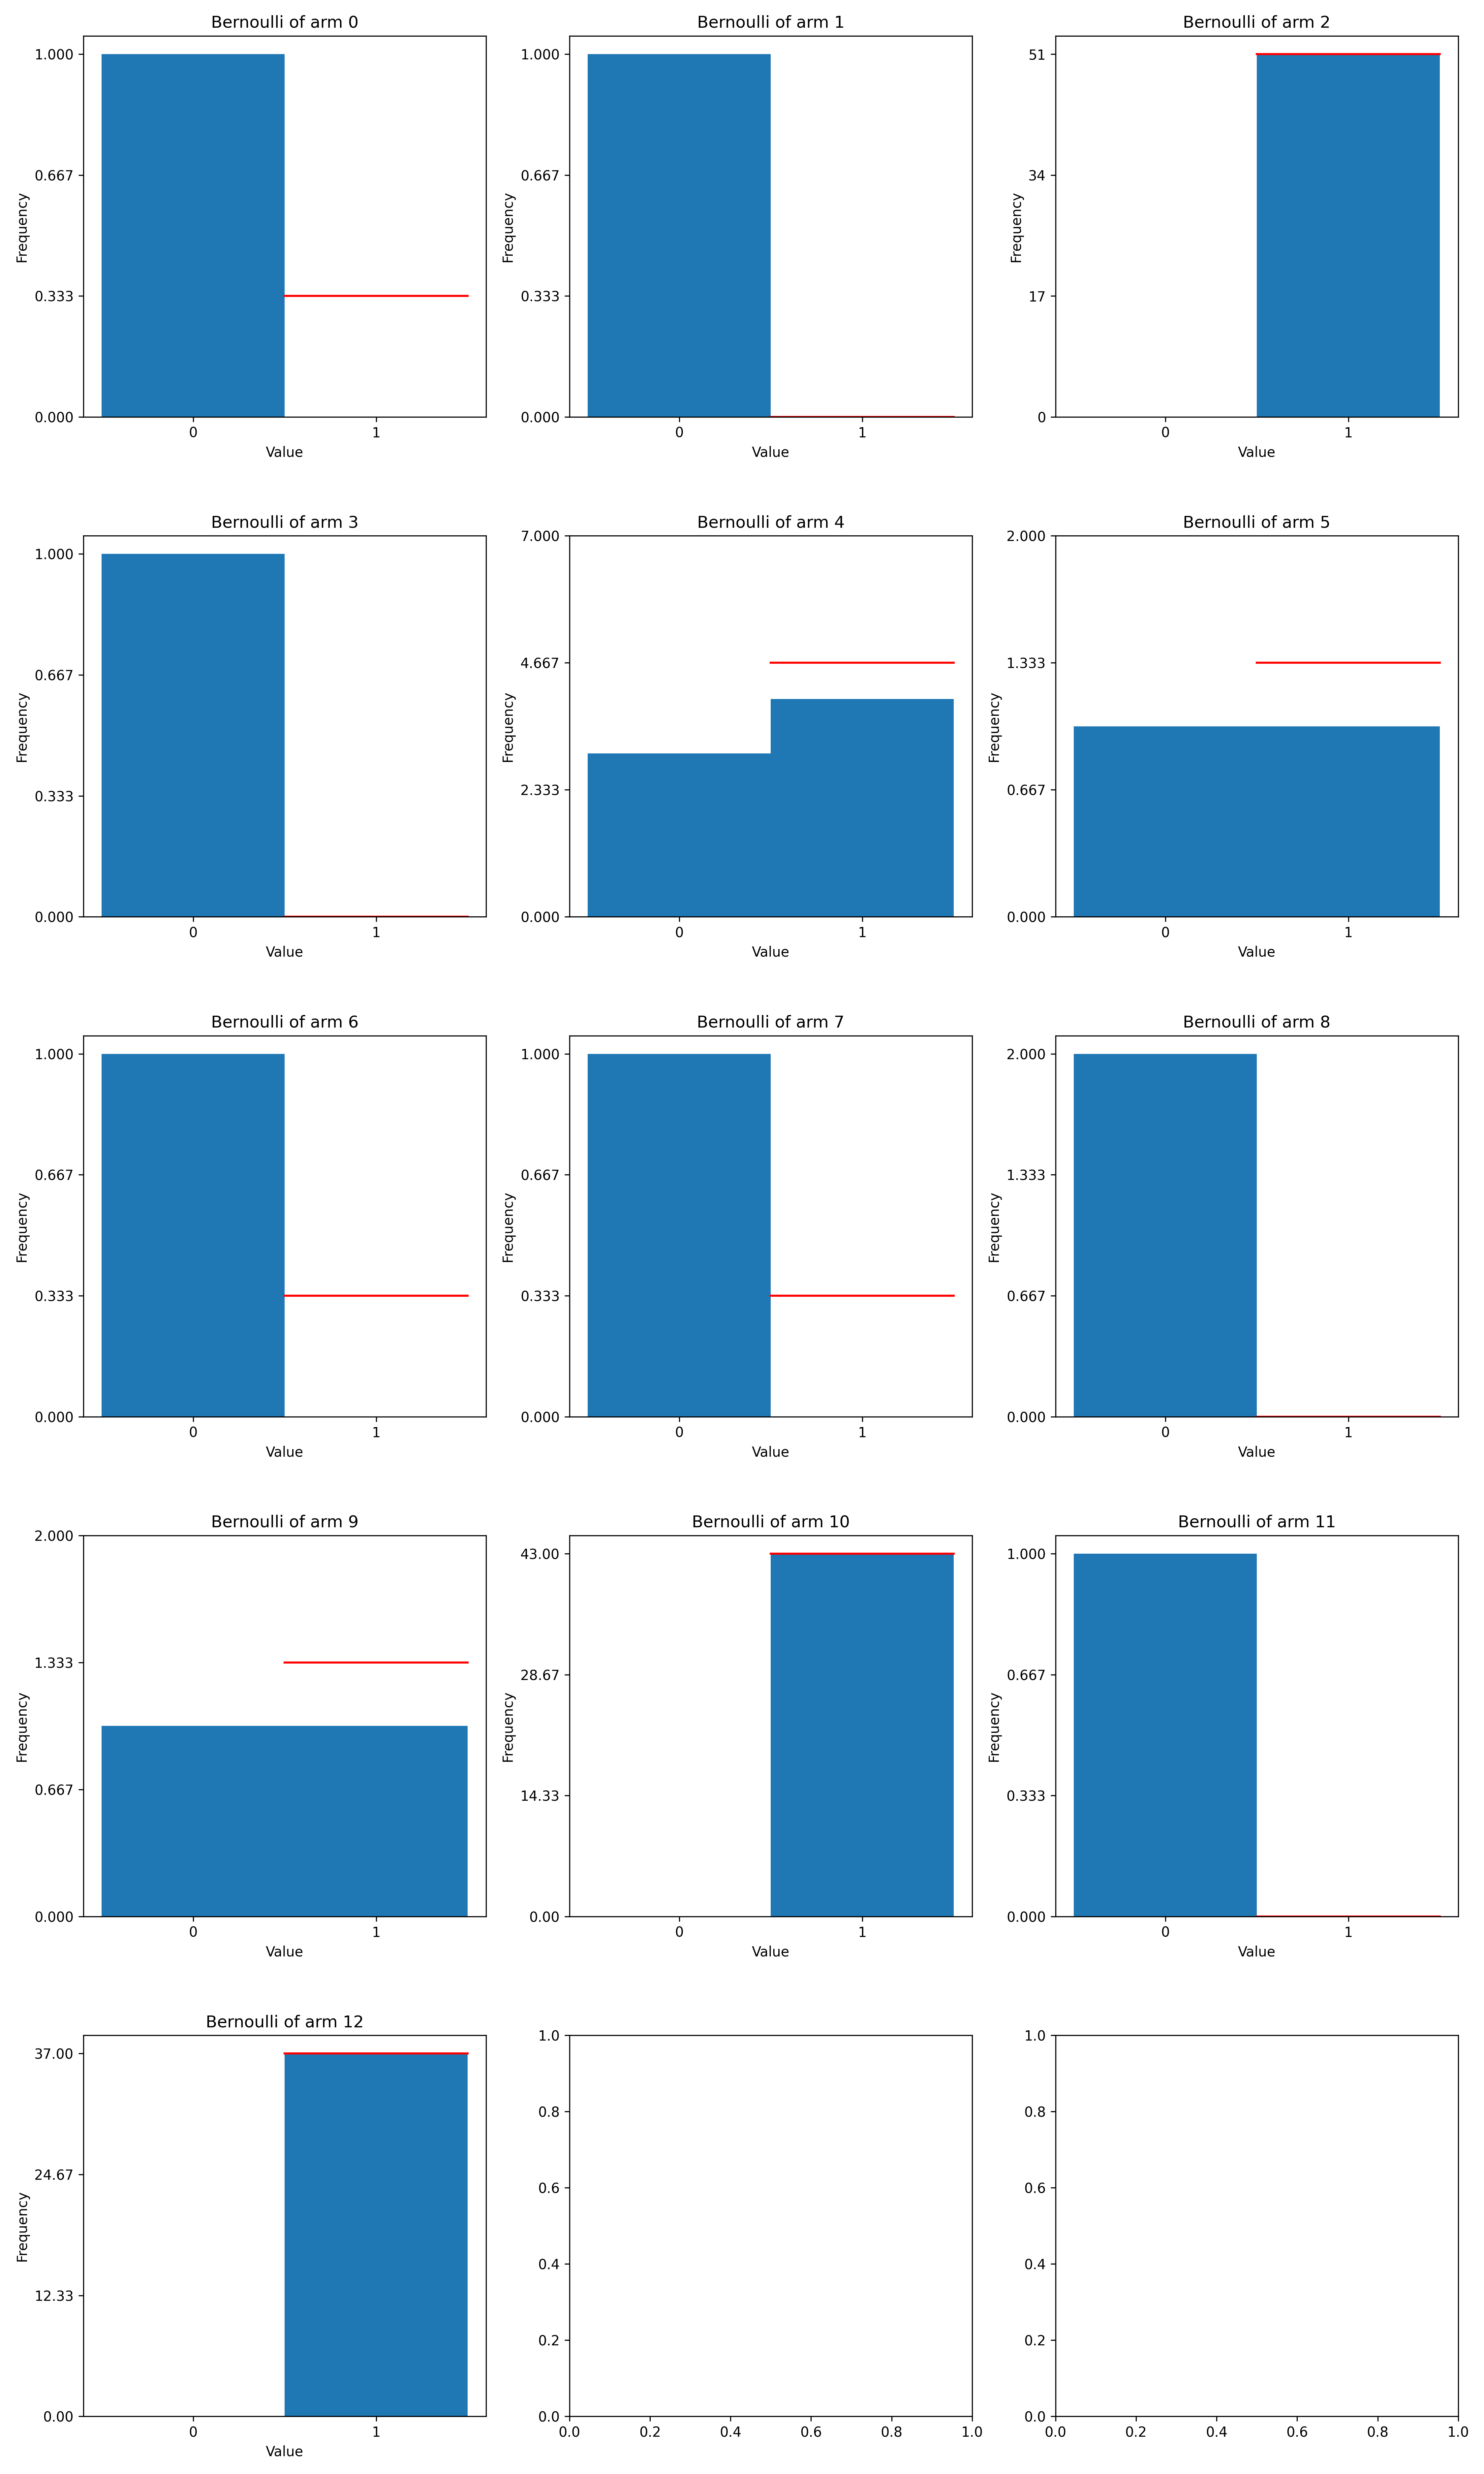 Bernoulli of arm 0
1.000
0.667
0.333
0.000
Frequency
0 1
Value
Bernoulli of arm 1
1.000
0.667
0.333
0.000
Frequency
0 1
Value
Bernoulli of arm 2
51
34
17
0
Frequency
0 1
Value
Bernoulli of arm 3
1.000
0.667
0.333
0.000
Frequency
0 1
Value
Bernoulli of arm 4
7.000
4.667
2.333
0.000
Frequency
0 1
Value
Bernoulli of arm 5
2.000
1.333
0.667
0.000
Frequency
0 1
Value
Bernoulli of arm 6
1.000
0.667
0.333
0.000
Frequency
0 1
Value
Bernoulli of arm 7
1.000
0.667
0.333
0.000
Frequency
0 1
Value
Bernoulli of arm 8
2.000
1.333
0.667
0.000
Frequency
0 1
Value
Bernoulli of arm 9
2.000
1.333
0.667
0.000
Frequency
0 1
Value
Bernoulli of arm 10
43.00
28.67
14.33
0.00
Frequency
0 1
Value
Bernoulli of arm 11
1.000
0.667
0.333
0.000
Frequency
0 1
Value
Bernoulli of arm 12
37.00
24.67
12.33
0.00
Frequency
0 1
Value
1.0
0.8
0.6
0.4
0.2
0.0
0.0 0.2 0.4 0.6 0.8 1.0
1.0
0.8
0.6
0.4
0.2
0.0
0.0 0.2 0.4 0.6 0.8 1.0